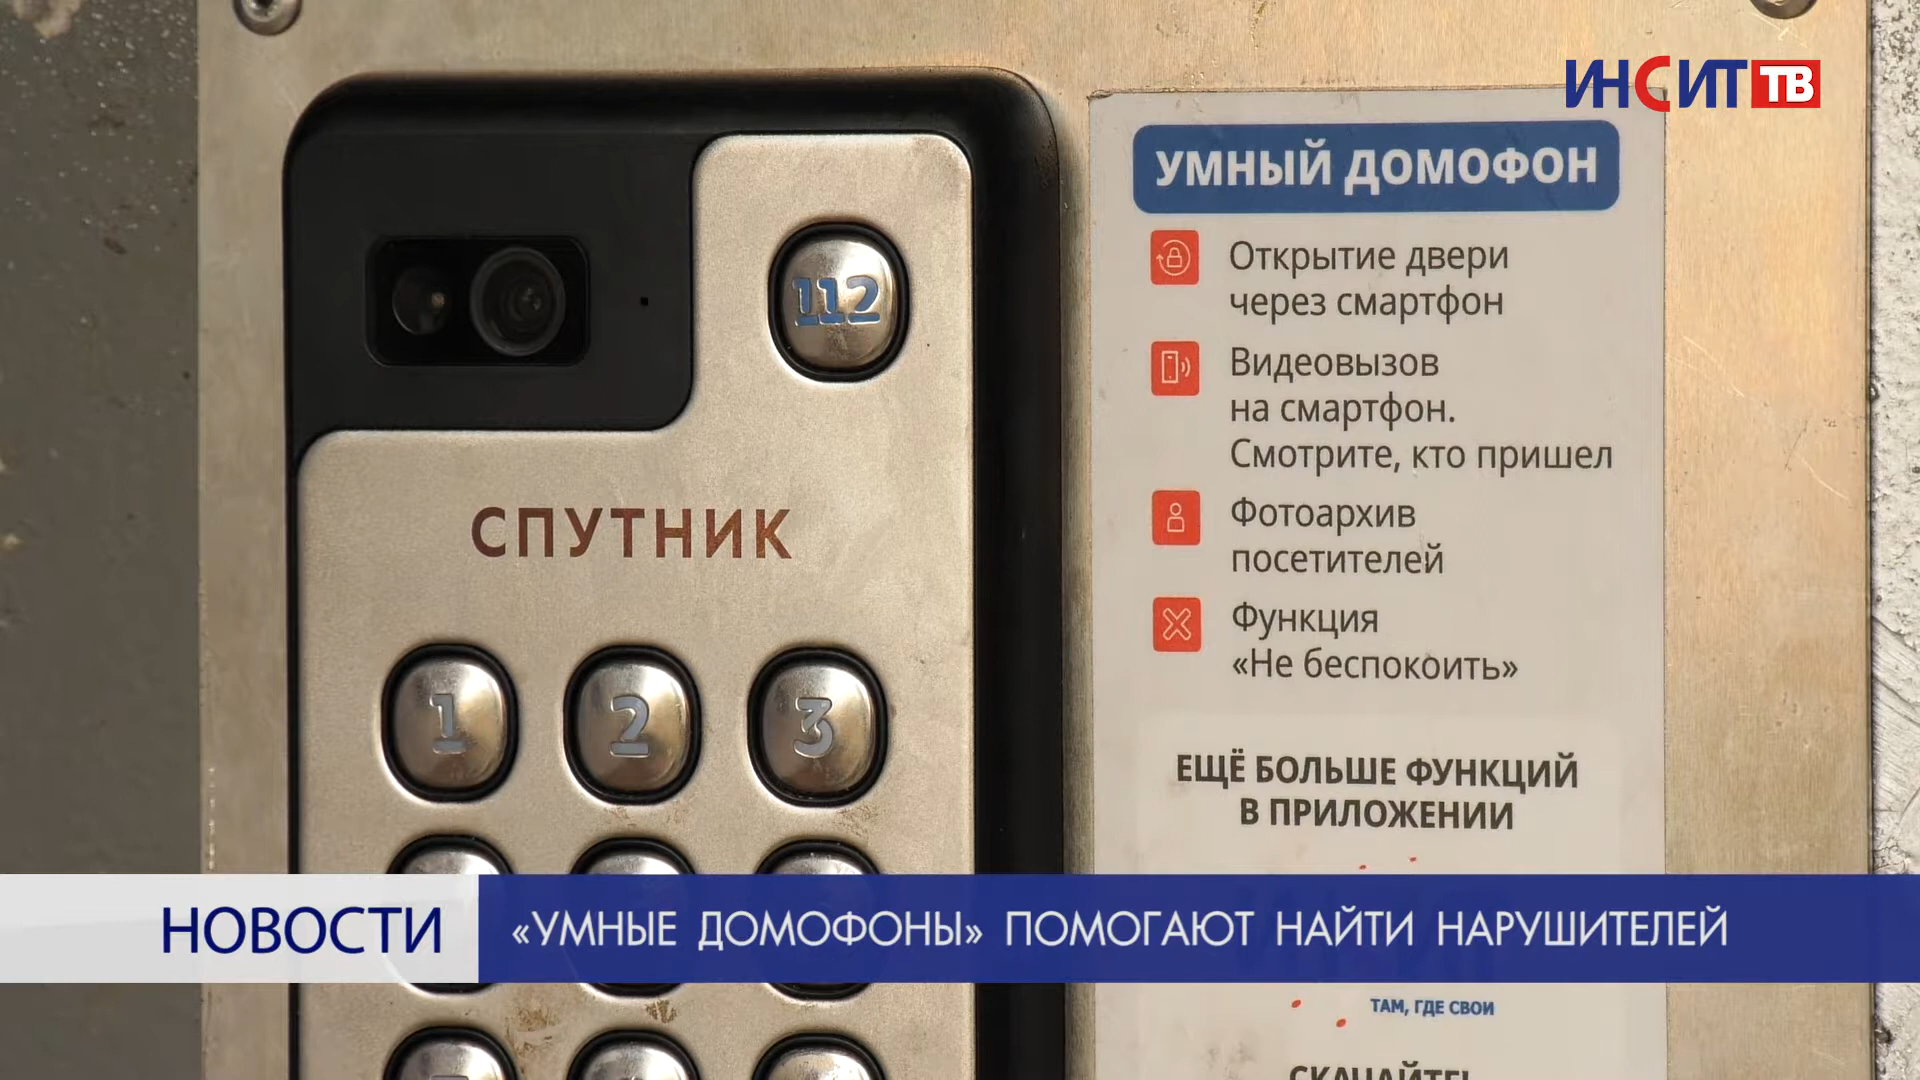 ИНСИТ ТВ
УМНЫЙ ДОМОФОН
Открытие двери
через смартфон
Видеовызов
на смартфон.
Смотрите, кто пришел
Фотоархив
посетителей
Функция
«Не беспокоить»
ЕЩЁ БОЛЬШЕ ФУНКЦИЙ
В ПРИЛОЖЕНИИ
112
СПУТНИК
1 2 3
НОВОСТИ
«УМНЫЕ ДОМОФОНЫ» ПОМОГАЮТ НАЙТИ НАРУШИТЕЛЕЙ
ТАМ, ГДЕ СВОИ
СКАЧАЙТЕ!